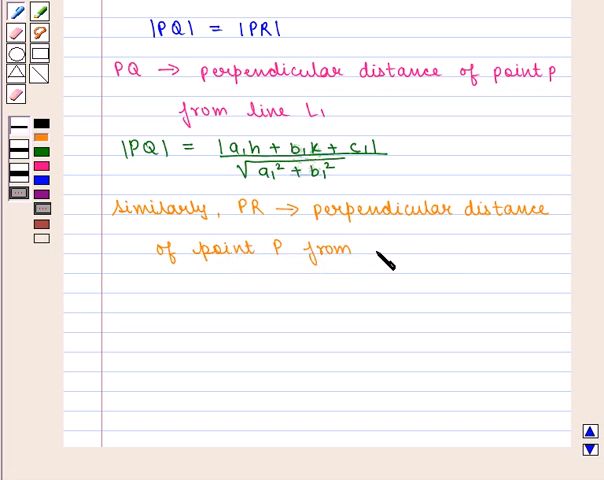 |PQ| = |PR|
PQ → perpendicular distance of point P
from line L₁
|PQ| = |a₁h + b₁k + c₁| / √a₁² + b₁²
Similarly, PR → perpendicular distance
of point P from